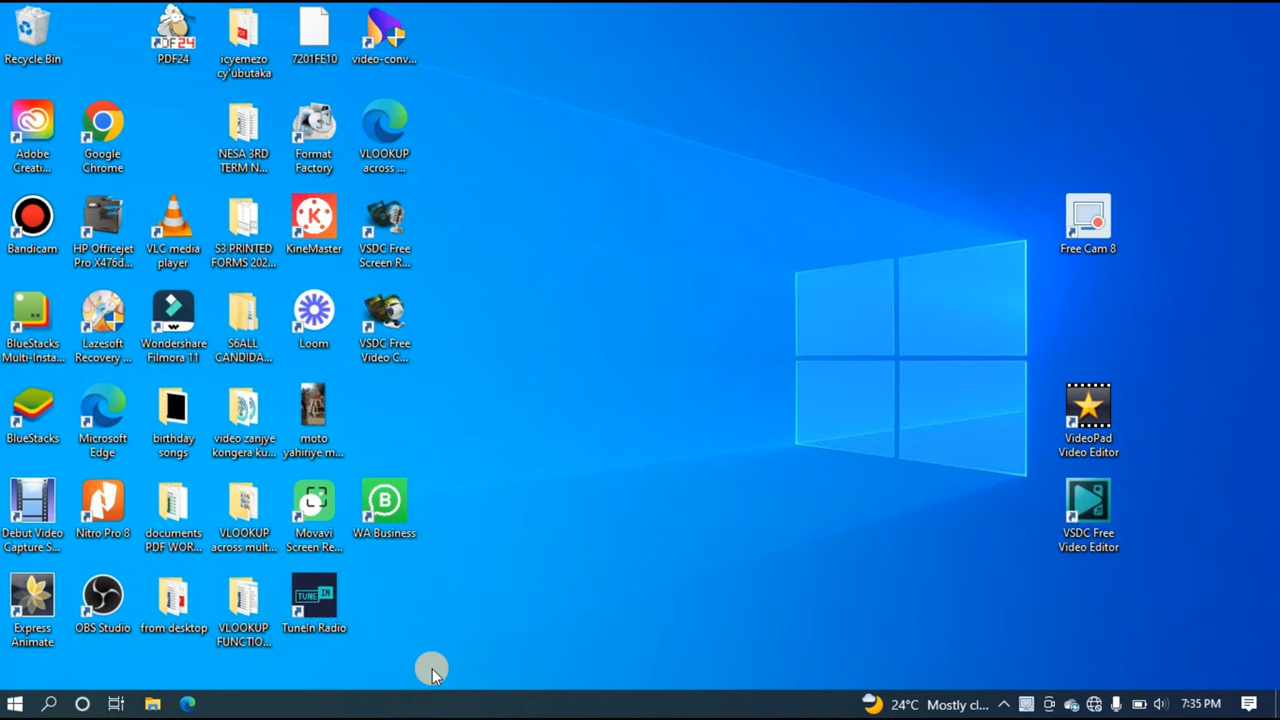 Recycle Bin
PDF24
icyemezo
cy'ubutaka
7201FE10
video-conv...
Adobe
Creati...
Google
Chrome
NESA 3RD
TERM N...
Format
Factory
VLOOKUP
across ...
Bandicam
HP Officejet
Pro X476d...
VLC media
player
S3 PRINTED
FORMS 202...
KineMaster
VSDC Free
Screen R...
Free Cam 8
BlueStacks
Multi-Insta...
Lazesoft
Recovery ...
Wondershare
Filmora 11
S6ALL
CANDIDA...
Loom
VSDC Free
Video C...
BlueStacks
Microsoft
Edge
birthday
songs
video zanjye
kongera ku...
moto
yahiriye m...
VideoPad
Video Editor
Debut Video
Capture S...
Nitro Pro 8
documents
PDF WOR...
VLOOKUP
across mult...
Movavi
Screen Re...
WA Business
VSDC Free
Video Editor
Express
Animate
OBS Studio
from desktop
VLOOKUP
FUNCTIO...
TUNE IN
TuneIn Radio
24°C Mostly cl...
7:35 PM